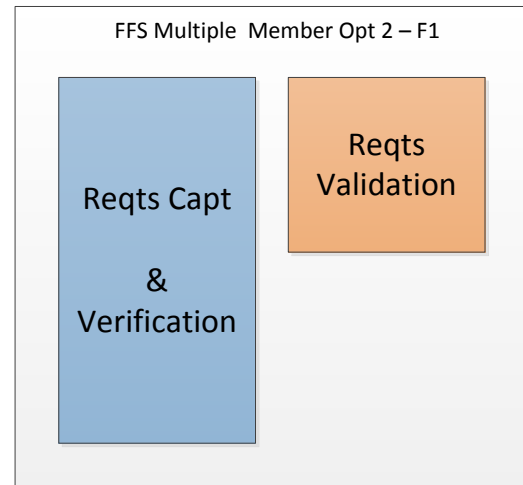 FFS Multiple  Member Opt 2 – F1
Reqts Capt
&
Verification
Reqts
Validation